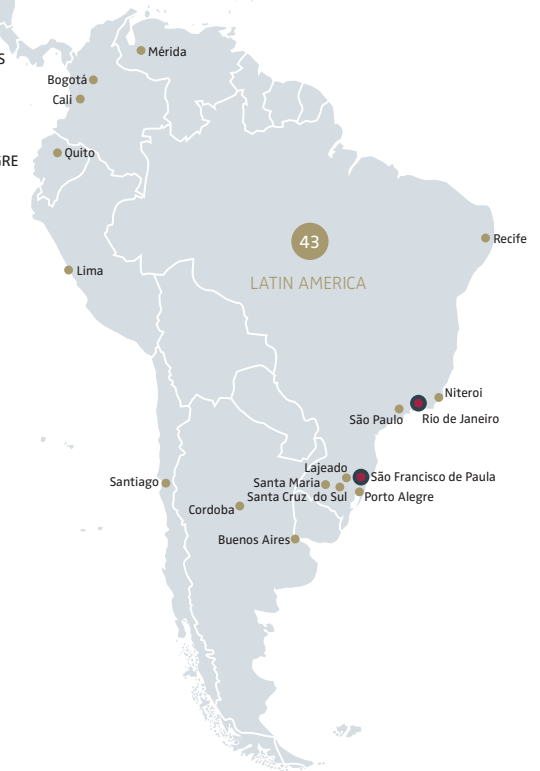 S
Mérida
Bogotá
Cali
Quito
GRE
43
Recife
Lima
LATIN AMERICA
Niteroi
São Paulo
Rio de Janeiro
Lajeado
São Francisco de Paula
Santiago
Santa Maria
Santa Cruz do Sul
Porto Alegre
Cordoba
Buenos Aires